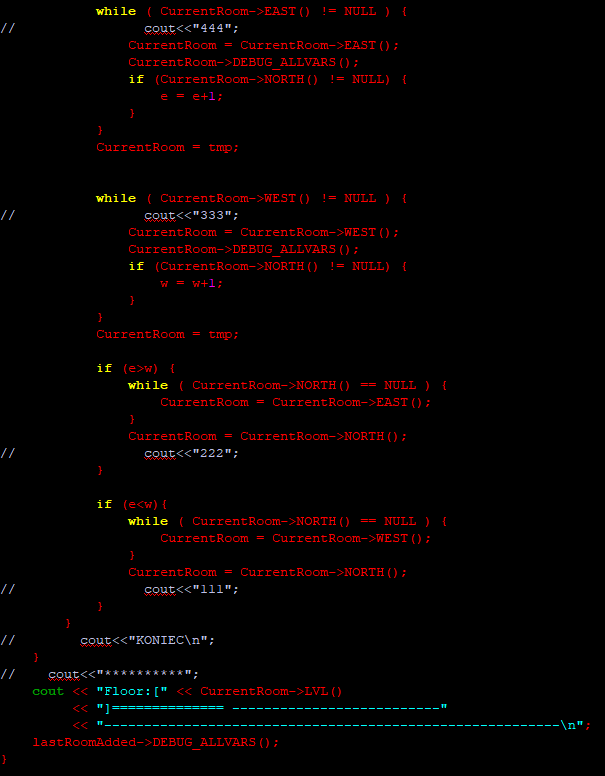 while ( CurrentRoom->EAST() != NULL ) {
//                cout<<"444";
                CurrentRoom = CurrentRoom->EAST();
                CurrentRoom->DEBUG_ALLVARS();
                if (CurrentRoom->NORTH() != NULL) {
                    e = e+1;
                }
            }
            CurrentRoom = tmp;

            while ( CurrentRoom->WEST() != NULL ) {
//                cout<<"333";
                CurrentRoom = CurrentRoom->WEST();
                CurrentRoom->DEBUG_ALLVARS();
                if (CurrentRoom->NORTH() != NULL) {
                    w = w+1;
                }
            }
            CurrentRoom = tmp;

            if (e>w) {
                while ( CurrentRoom->NORTH() == NULL ) {
                    CurrentRoom = CurrentRoom->EAST();
                }
                CurrentRoom = CurrentRoom->NORTH();
//                cout<<"222";
            }

            if (e<w){
                while ( CurrentRoom->NORTH() == NULL ) {
                    CurrentRoom = CurrentRoom->WEST();
                }
                CurrentRoom = CurrentRoom->NORTH();
//                cout<<"111";
            }
        }
//        cout<<"KONIEC\n";
    }
//    cout<<"**********";
    cout << "Floor:[" << CurrentRoom->LVL()
         << "]============== --------------------------"
         << "---------------------------------------------------------\n";
    lastRoomAdded->DEBUG_ALLVARS();
}